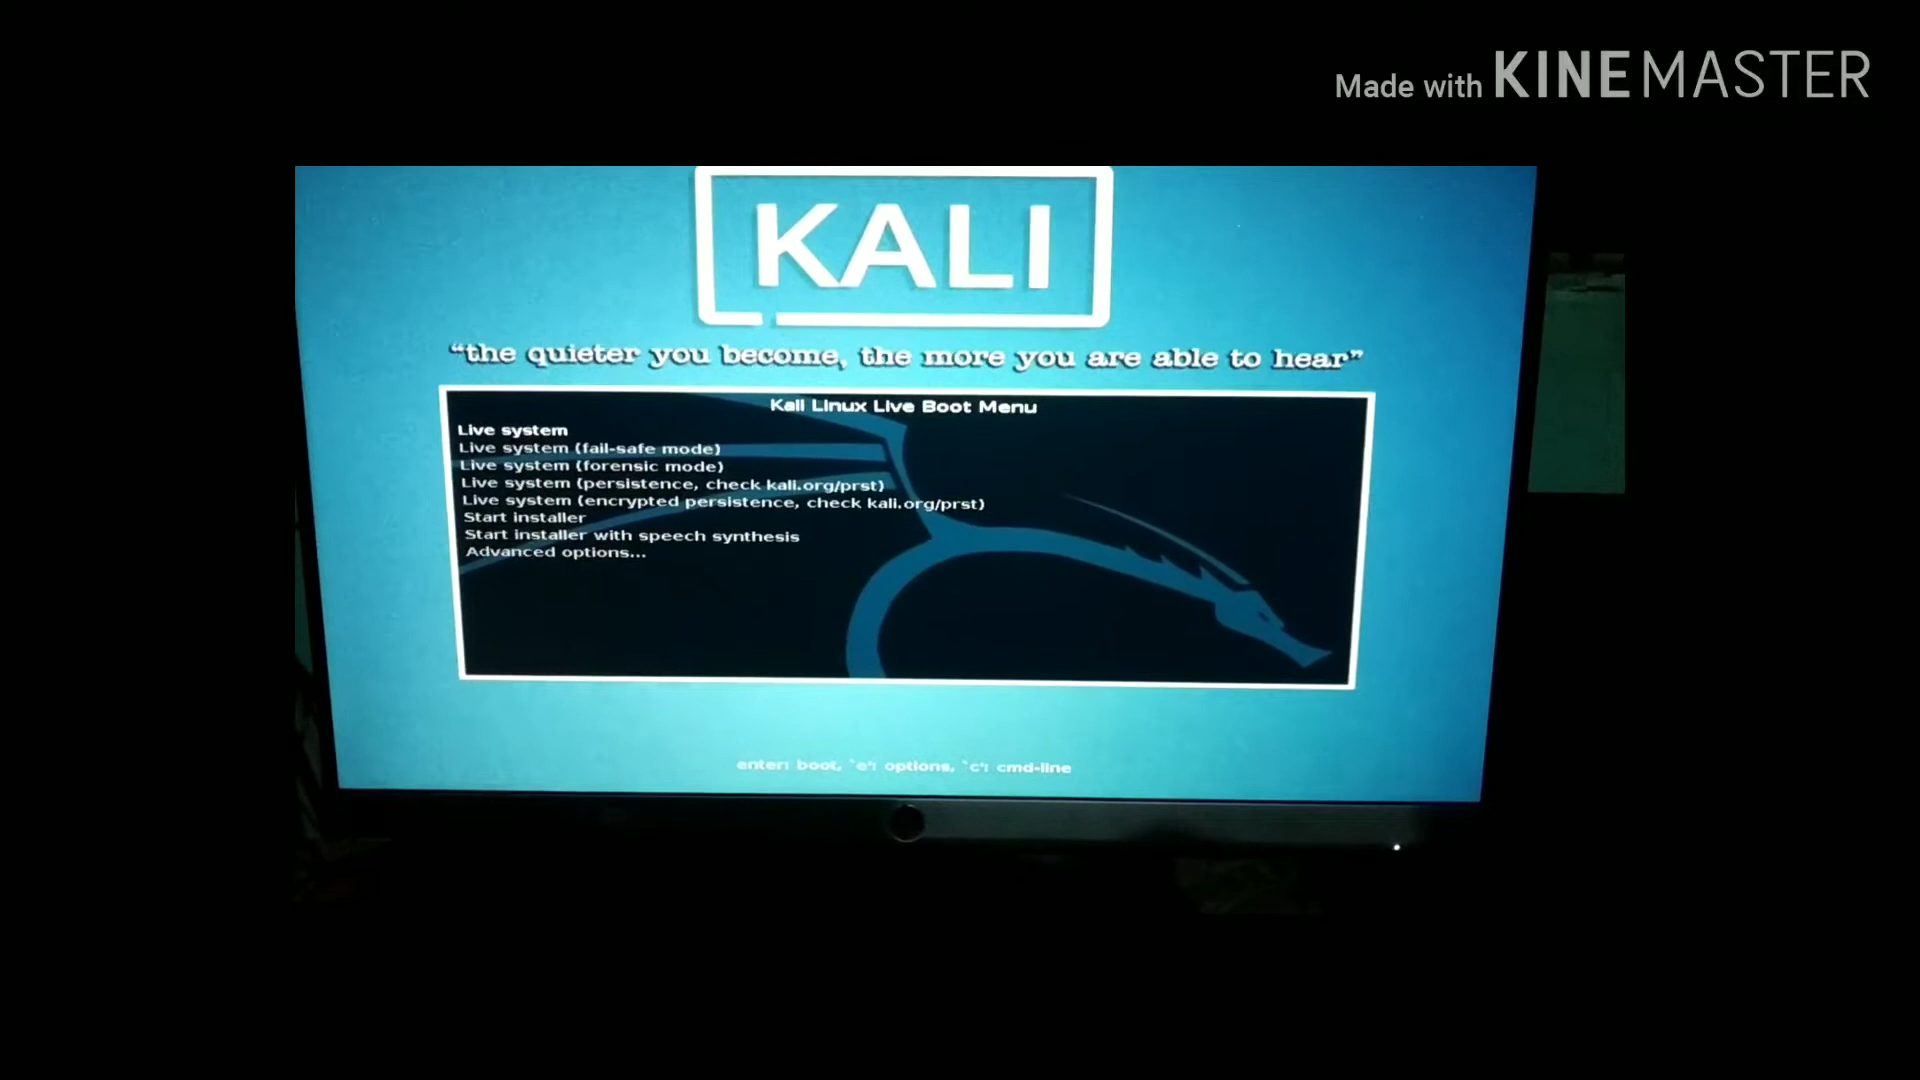 Made with KINEMASTER
KALI
“the quieter you become, the more you are able to hear”
Kali Linux Live Boot Menu
Live system
Live system (fail-safe mode)
Live system (forensic mode)
Live system (persistence, check kali.org/prst)
Live system (encrypted persistence, check kali.org/prst)
Start installer
Start installer with speech synthesis
Advanced options...
enter: boot, `e': options, `c': cmd-line